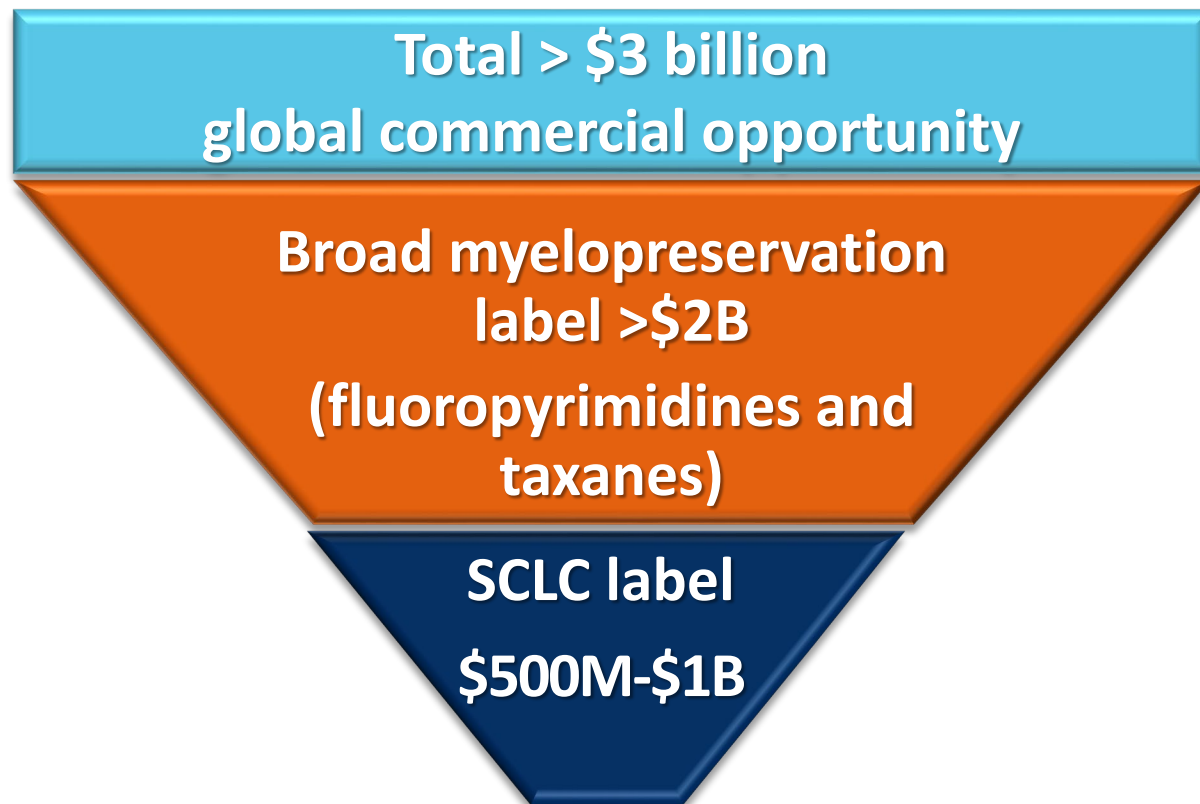 Total > $3 billion
global commercial opportunity
Broad myelopreservation
label >$2B
(fluoropyrimidines and
taxanes)
SCLC label
$500M-$1B